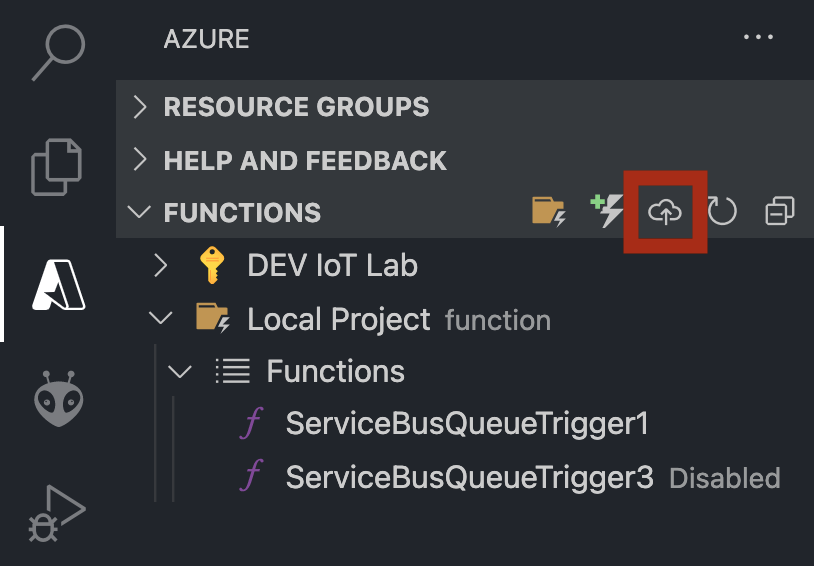 AZURE
RESOURCE GROUPS
HELP AND FEEDBACK
FUNCTIONS
DEV IoT Lab
Local Project function
Functions
ServiceBusQueueTrigger1
ServiceBusQueueTrigger3 Disabled